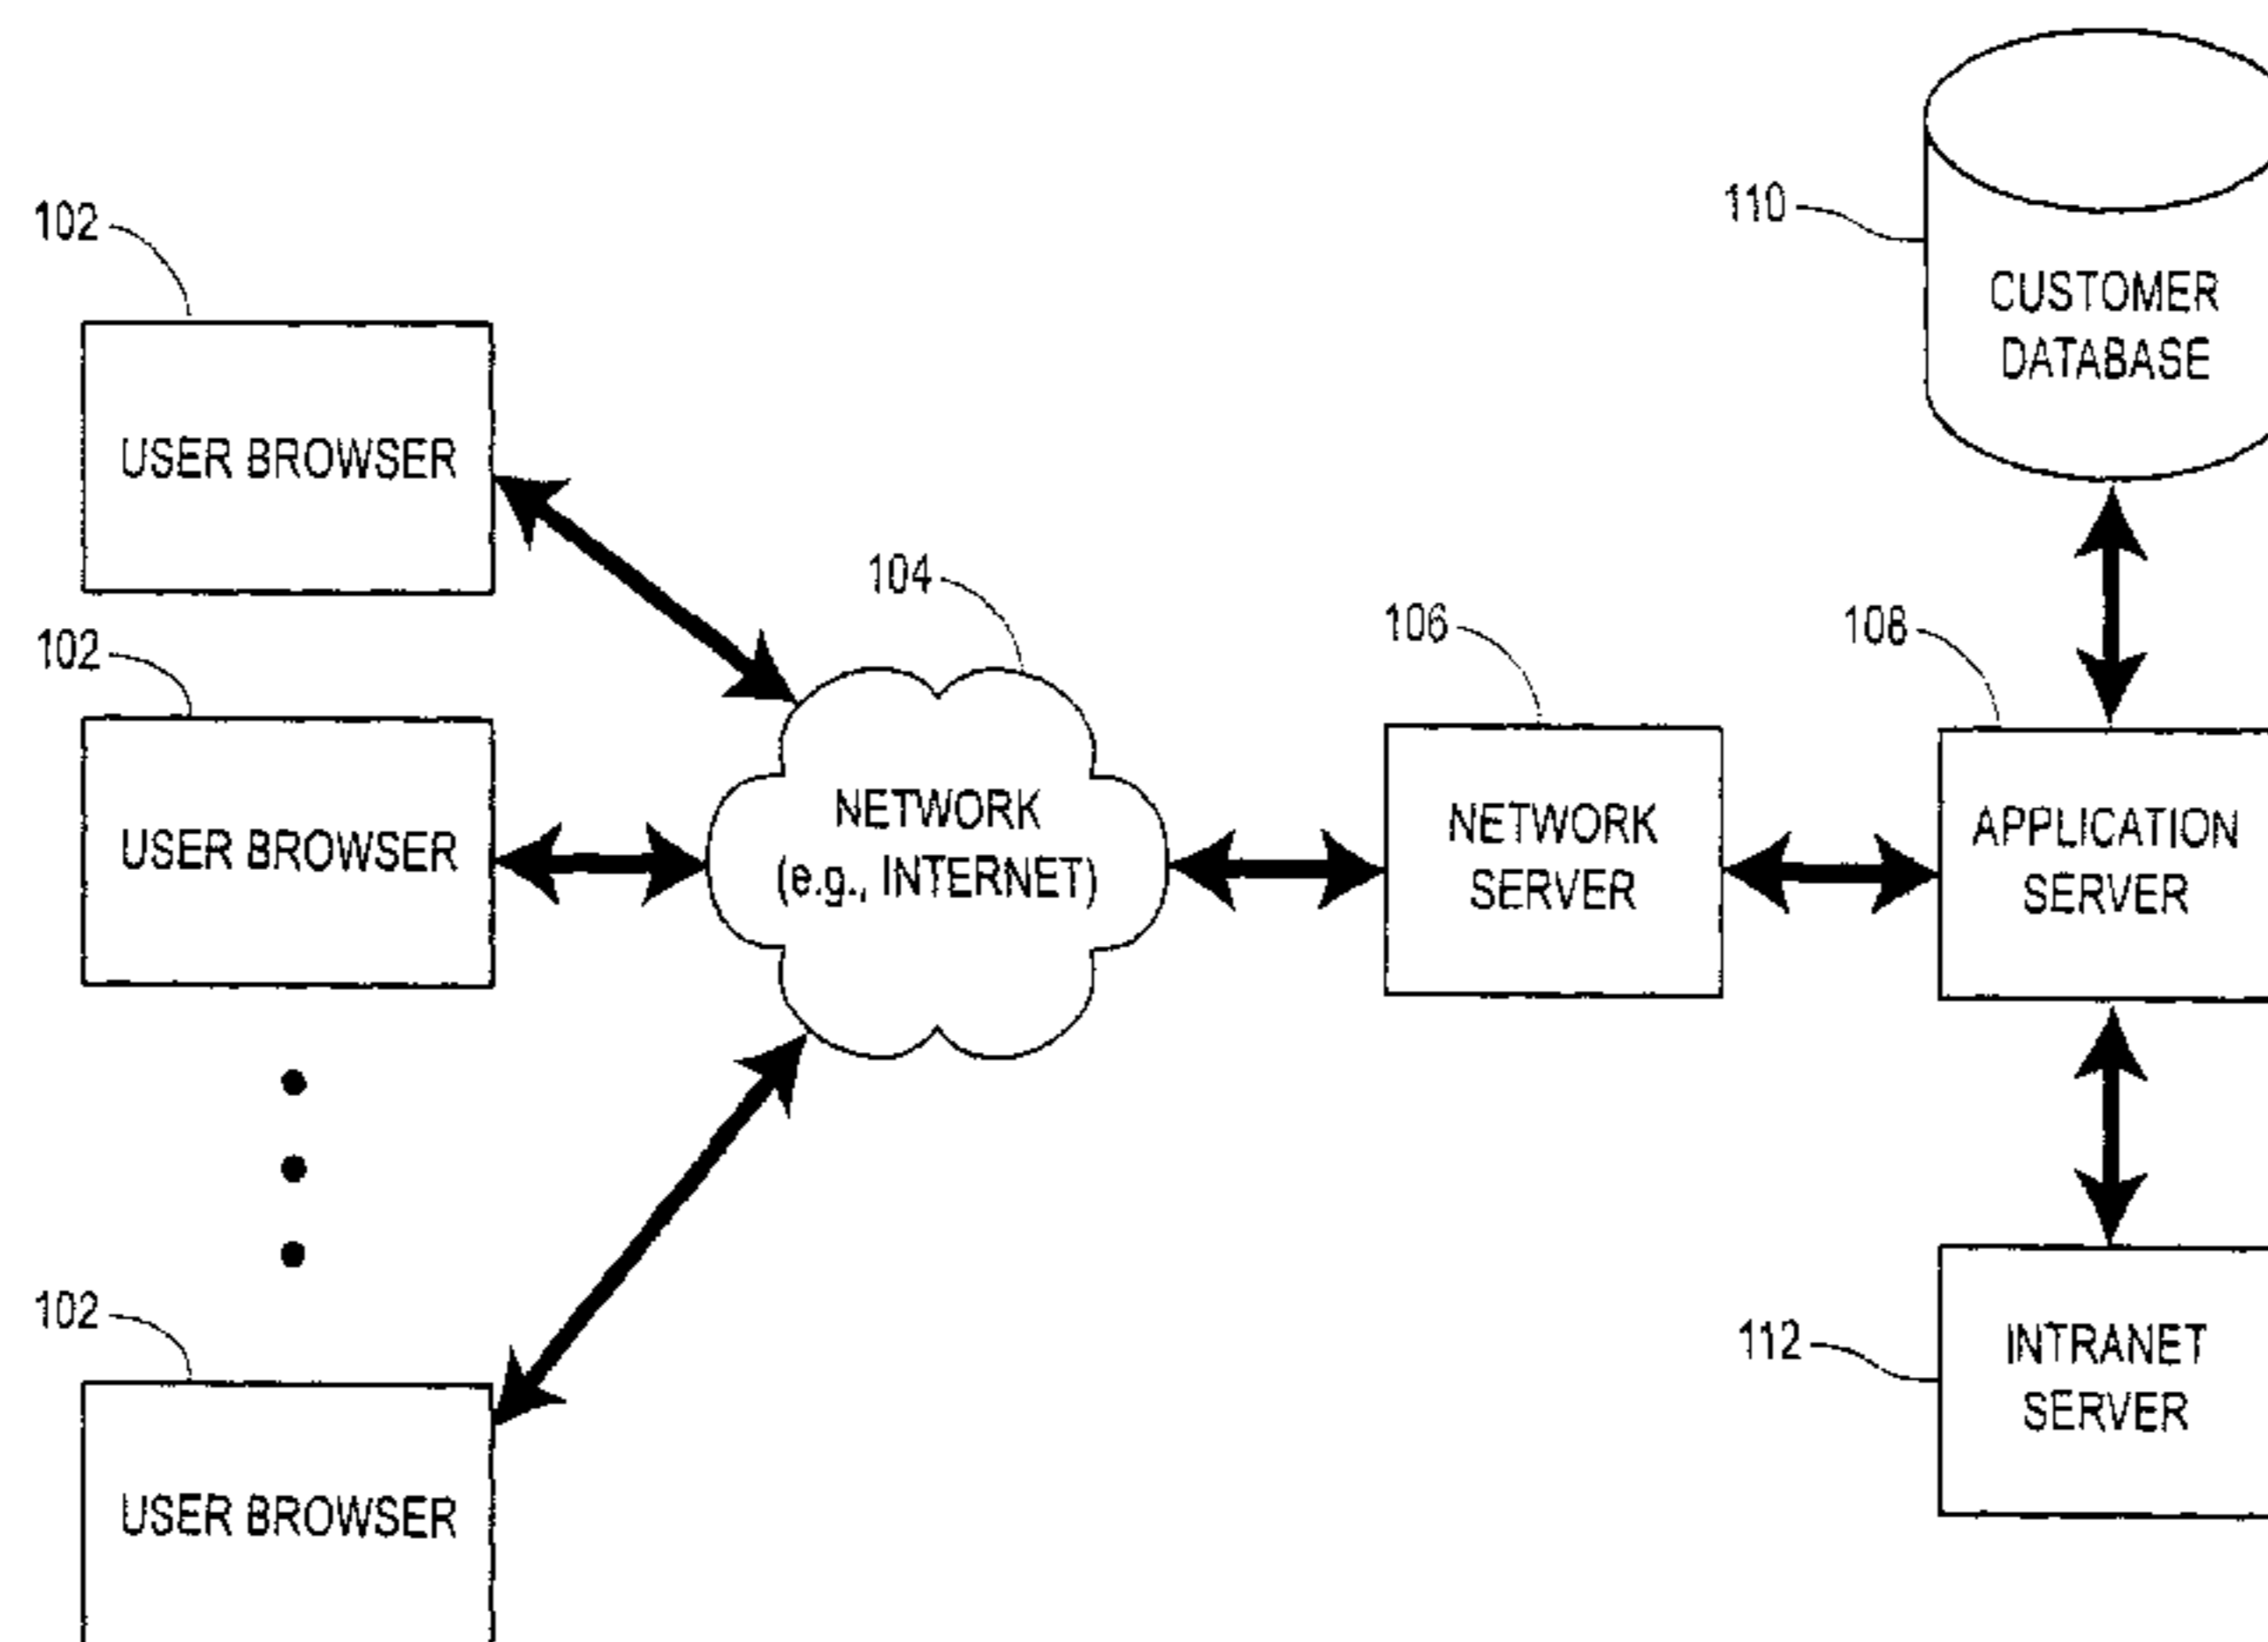 102
USER BROWSER
102
USER BROWSER
102
USER BROWSER
104
NETWORK
(e.g., INTERNET)
106
NETWORK
SERVER
110
CUSTOMER
DATABASE
108
APPLICATION
SERVER
112
INTRANET
SERVER